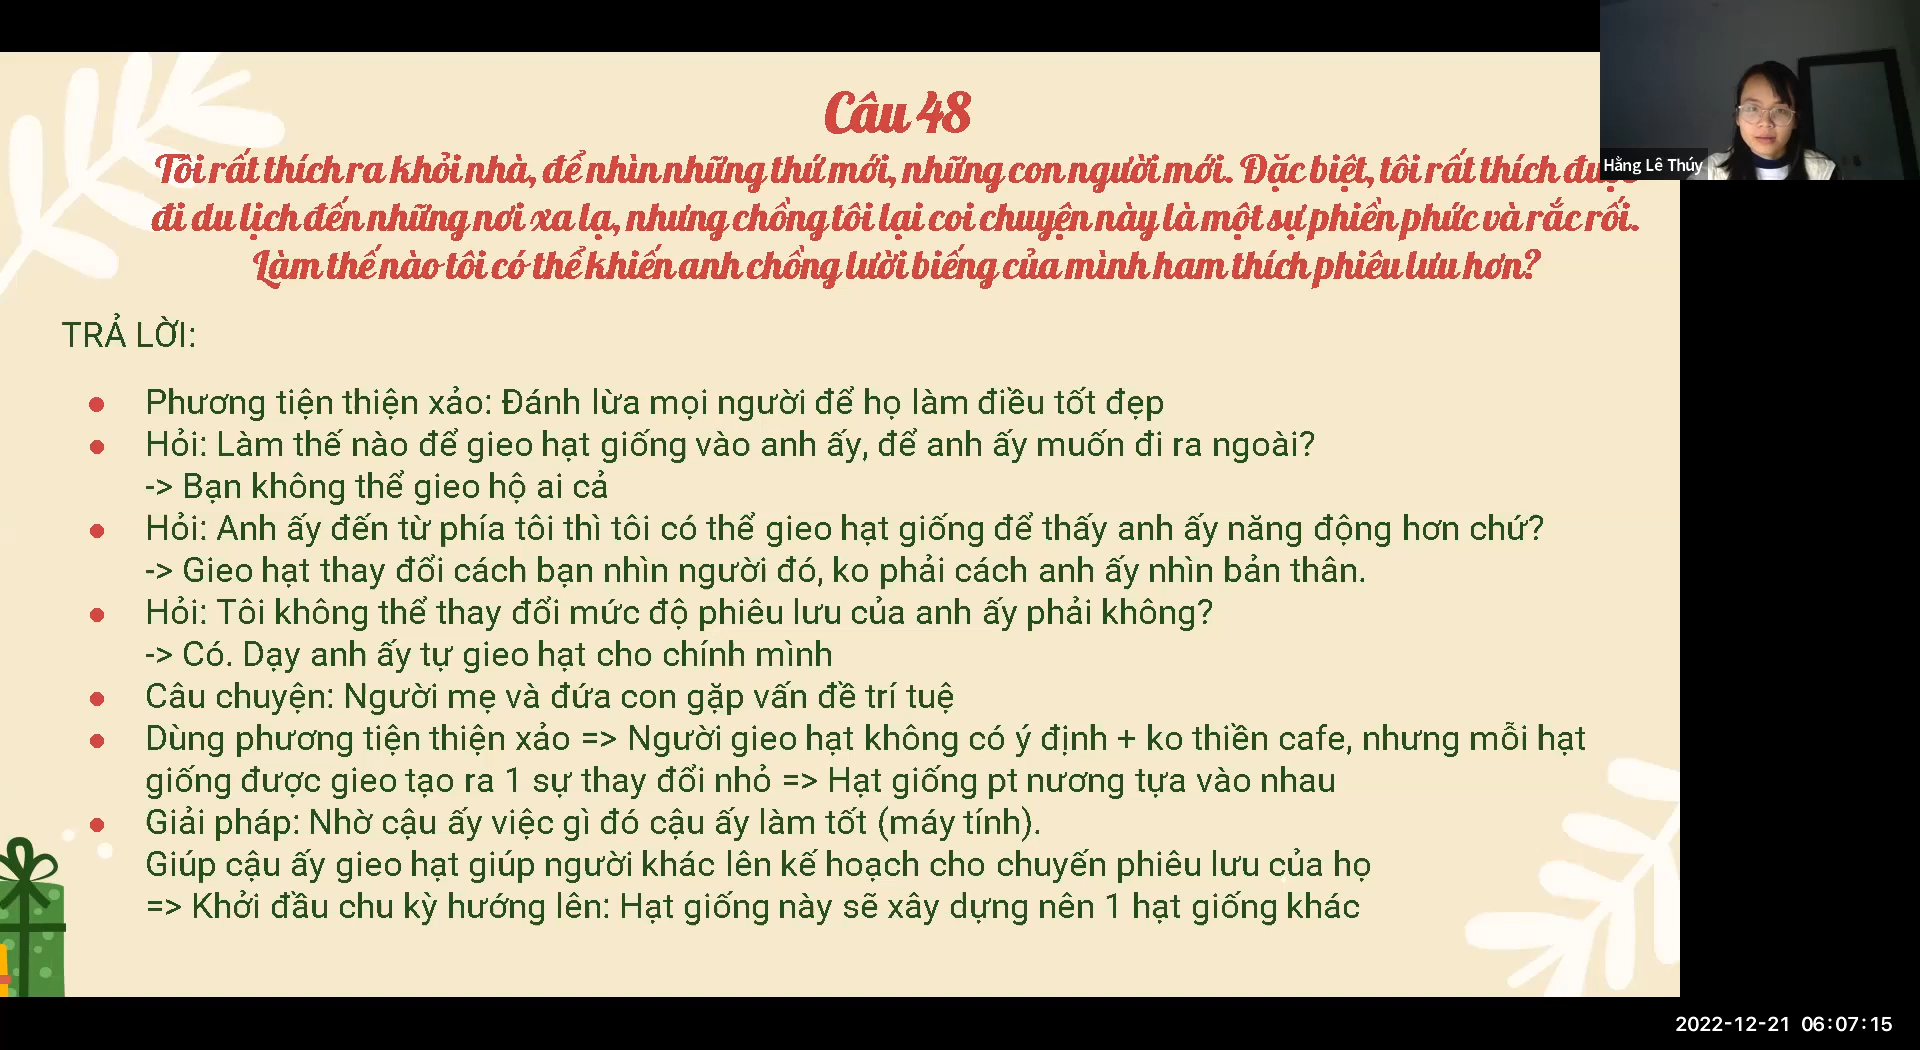 Câu 48
Tôi rất thích ra khỏi nhà, để nhìn những thứ mới, những con người mới. Đặc biệt, tôi rất thích
Hằng Lê Thúy
đi du lịch đến những nơi xa lạ, nhưng chồng tôi lại coi chuyện này là một sự phiền phức và rắc rối.
Làm thế nào tôi có thể khiến anh chồng lười biếng của mình ham thích phiêu lưu hơn?
TRẢ LỜI:
● Phương tiện thiện xảo: Đánh lừa mọi người để họ làm điều tốt đẹp
● Hỏi: Làm thế nào để gieo hạt giống vào anh ấy, để anh ấy muốn đi ra ngoài?
-> Bạn không thể gieo hộ ai cả
● Hỏi: Anh ấy đến từ phía tôi thì tôi có thể gieo hạt giống để thấy anh ấy năng động hơn chứ?
-> Gieo hạt thay đổi cách bạn nhìn người đó, ko phải cách anh ấy nhìn bản thân.
● Hỏi: Tôi không thể thay đổi mức độ phiêu lưu của anh ấy phải không?
-> Có. Dạy anh ấy tự gieo hạt cho chính mình
● Câu chuyện: Người mẹ và đứa con gặp vấn đề trí tuệ
● Dùng phương tiện thiện xảo => Người gieo hạt không có ý định + ko thiền cafe, nhưng mỗi hạt
giống được gieo tạo ra 1 sự thay đổi nhỏ => Hạt giống pt nương tựa vào nhau
● Giải pháp: Nhờ cậu ấy việc gì đó cậu ấy làm tốt (máy tính).
Giúp cậu ấy gieo hạt giúp người khác lên kế hoạch cho chuyến phiêu lưu của họ
=> Khởi đầu chu kỳ hướng lên: Hạt giống này sẽ xây dựng nên 1 hạt giống khác
2022-12-21 06:07:15